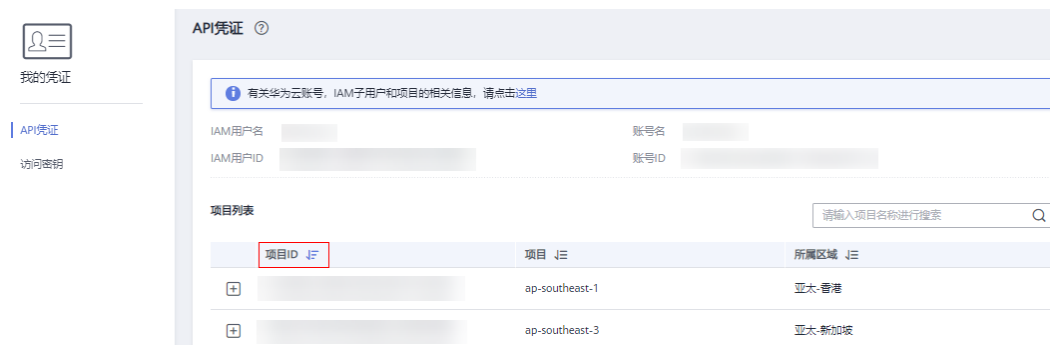 API凭证
我的凭证
有关华为云账号，IAM子用户和项目的相关信息，请点击这里
API凭证
访问密钥
IAM用户名
账号名
IAM用户ID
账号ID
项目列表
请输入项目名称进行搜索
项目ID 项目 所属区域
ap-southeast-1 亚太-香港
ap-southeast-3 亚太-新加坡